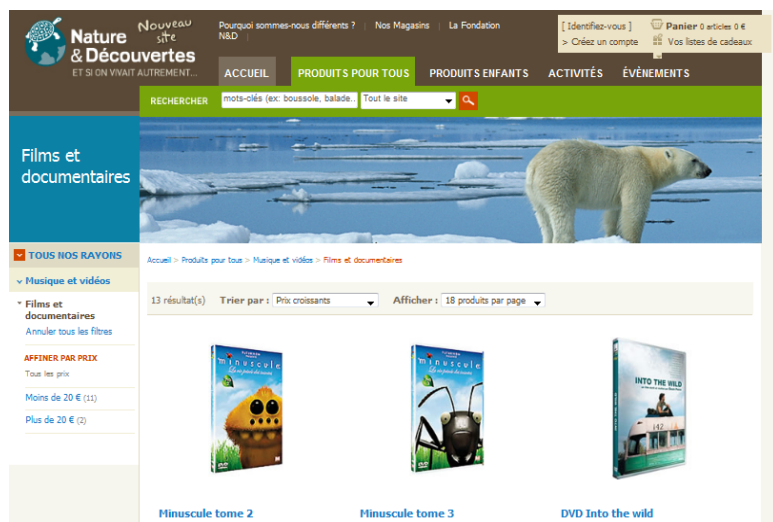 Nature
& Découvertes
ET SI ON VIVAIT AUTREMENT...
Nouveau
site
Pourquoi sommes-nous différents ? | Nos Magasins | La Fondation
N&D |
[ Identifiez-vous ] Panier 0 articles 0 €
> Créez un compte Vos listes de cadeaux
ACCUEIL PRODUITS POUR TOUS PRODUITS ENFANTS ACTIVITÉS ÉVÈNEMENTS
RECHERCHER mots-clés (ex: boussole, balade.. Tout le site
Films et
documentaires
TOUS NOS RAYONS
Musique et vidéos
Films et
documentaires
Annuler tous les filtres
AFFINER PAR PRIX
Tous les prix
Moins de 20 € (11)
Plus de 20 € (2)
Accueil > Produits pour tous > Musique et vidéos > Films et documentaires
13 résultat(s) Trier par : Prix croissants Afficher : 18 produits par page
minuscule
minuscule
INTO THE WILD
142
Minuscule tome 2 Minuscule tome 3 DVD Into the wild